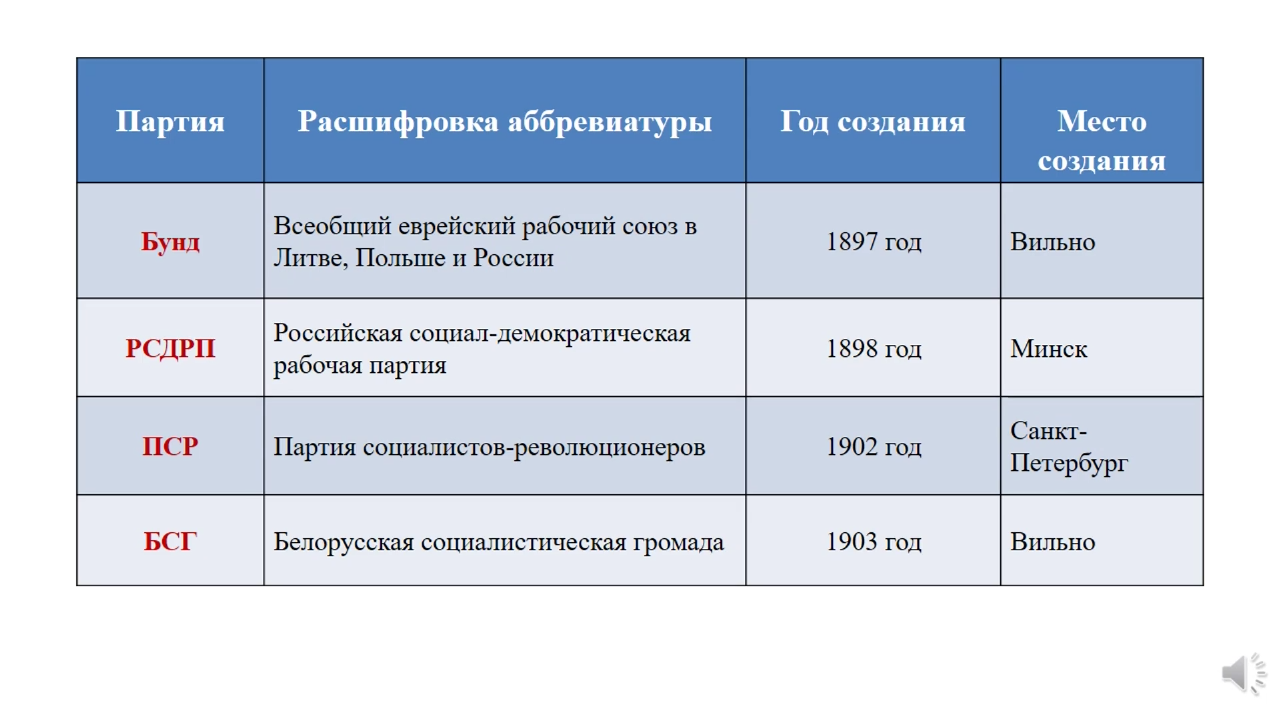 Партия Расшифровка аббревиатуры Год создания Место
создания
Бунд Всеобщий еврейский рабочий союз в
Литве, Польше и России 1897 год Вильно
РСДРП Российская социал-демократическая
рабочая партия 1898 год Минск
ПСР Партия социалистов-революционеров 1902 год Санкт-
Петербург
БСГ Белорусская социалистическая громада 1903 год Вильно